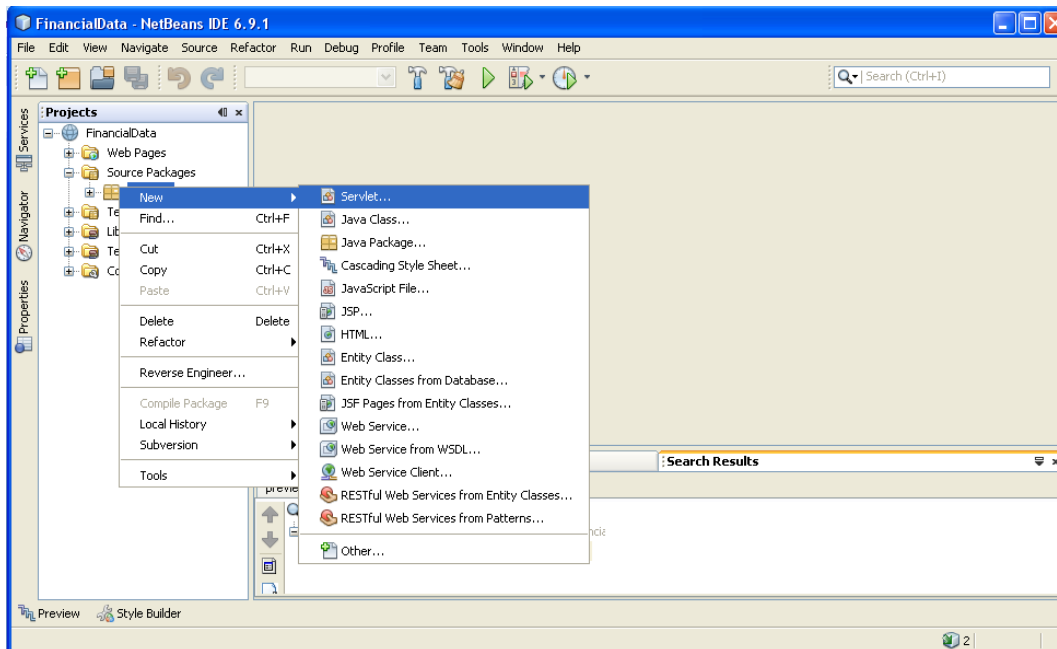 FinancialData - NetBeans IDE 6.9.1
File Edit View Navigate Source Refactor Run Debug Profile Team Tools Window Help
Search (Ctrl+I)
Services
Navigator
Properties
Projects
FinancialData
Web Pages
Source Packages
Te
Lib
Te
Co
New
Find... Ctrl+F
Cut Ctrl+X
Copy Ctrl+C
Paste Ctrl+V
Delete Delete
Refactor
Reverse Engineer...
Compile Package F9
Local History
Subversion
Tools
Servlet...
Java Class...
Java Package...
Cascading Style Sheet...
JavaScript File...
JSP...
HTML...
Entity Class...
Entity Classes from Database...
JSF Pages from Entity Classes...
Web Service...
Web Service from WSDL...
Web Service Client...
RESTful Web Services from Entity Classes...
RESTful Web Services from Patterns...
Other...
Search Results
Preview Style Builder
2